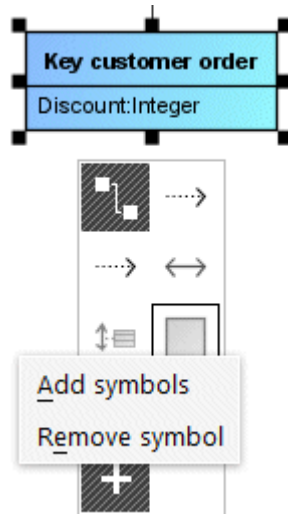 Key customer order
Discount:Integer
Add symbols
Remove symbol